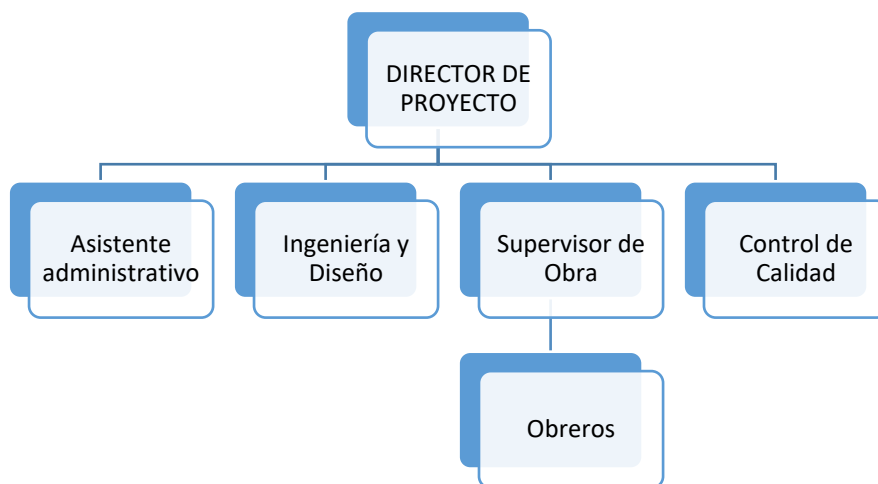 DIRECTOR DE
PROYECTO
Asistente
administrativo
Ingeniería y
Diseño
Supervisor de
Obra
Control de
Calidad
Obreros